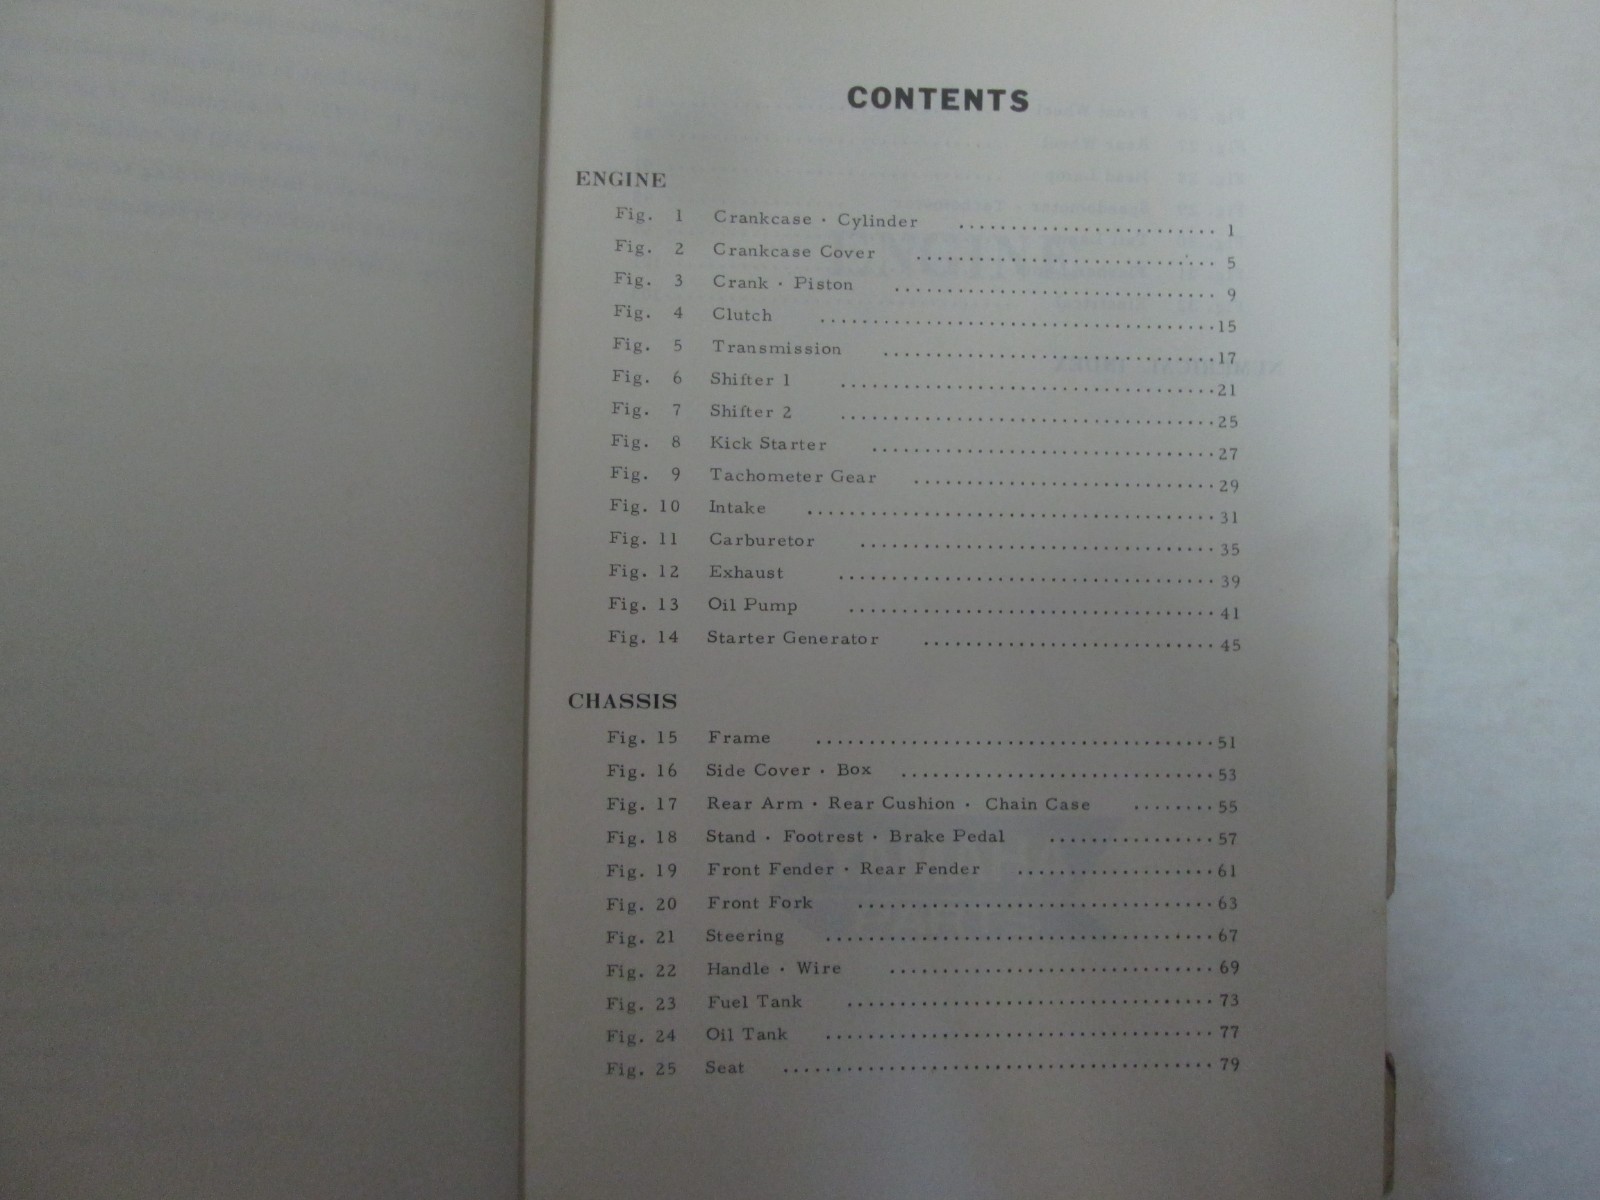 CONTENTS
ENGINE
Fig. 1 Crankcase · Cylinder ......................... 1
Fig. 2 Crankcase Cover ............................. 5
Fig. 3 Crank · Piston ............................... 9
Fig. 4 Clutch ......................................15
Fig. 5 Transmission ................................17
Fig. 6 Shifter 1 ....................................21
Fig. 7 Shifter 2 ....................................25
Fig. 8 Kick Starter .................................27
Fig. 9 Tachometer Gear .............................29
Fig. 10 Intake .......................................31
Fig. 11 Carburetor ..................................35
Fig. 12 Exhaust ....................................39
Fig. 13 Oil Pump ...................................41
Fig. 14 Starter Generator ............................45
CHASSIS
Fig. 15 Frame ......................................51
Fig. 16 Side Cover · Box ..............................53
Fig. 17 Rear Arm · Rear Cushion · Chain Case ........55
Fig. 18 Stand · Footrest · Brake Pedal ................57
Fig. 19 Front Fender · Rear Fender ...................61
Fig. 20 Front Fork ..................................63
Fig. 21 Steering .....................................67
Fig. 22 Handle · Wire ...............................69
Fig. 23 Fuel Tank ...................................73
Fig. 24 Oil Tank .....................................77
Fig. 25 Seat .........................................79